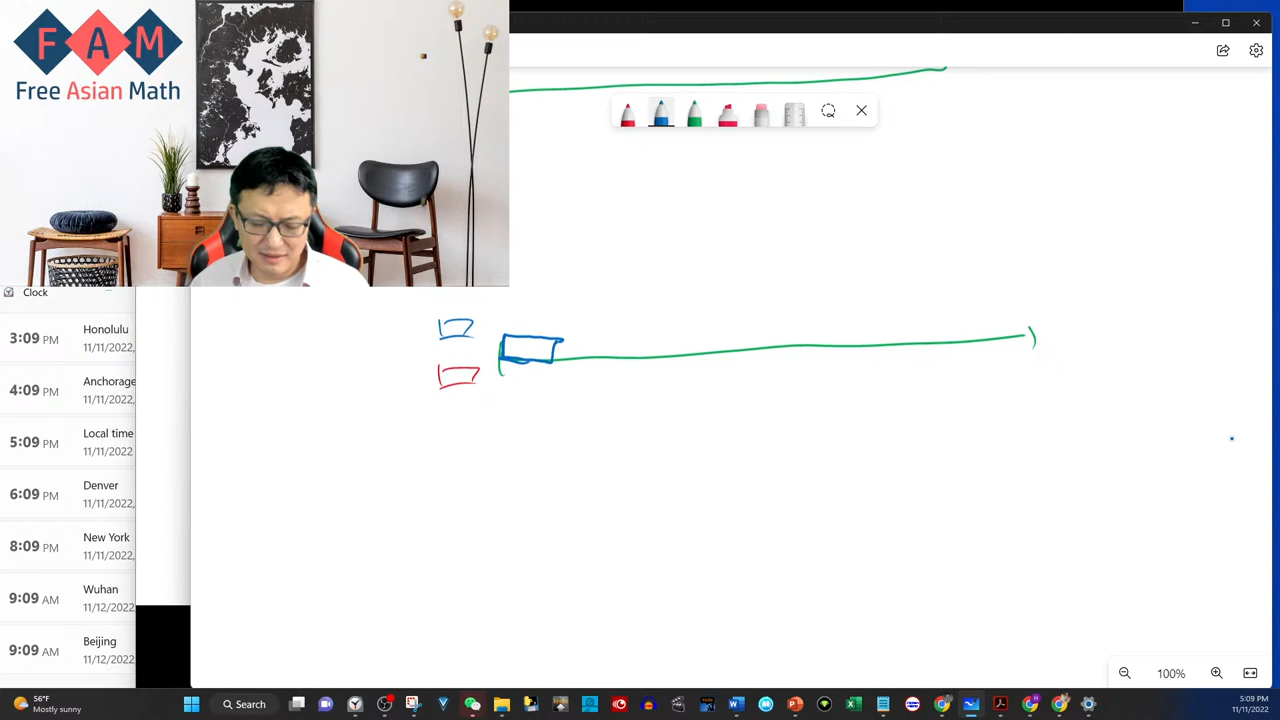 FAM
Free Asian Math
Clock
3:09 PM Honolulu
11/11/2022,
4:09 PM Anchorage
11/11/2022,
5:09 PM Local time
11/11/2022,
6:09 PM Denver
11/11/2022,
8:09 PM New York
11/11/2022,
9:09 AM Wuhan
11/12/2022,
9:09 AM Beijing
11/12/2022,
100%
56°F
Mostly sunny
Search
5:09 PM
11/11/2022